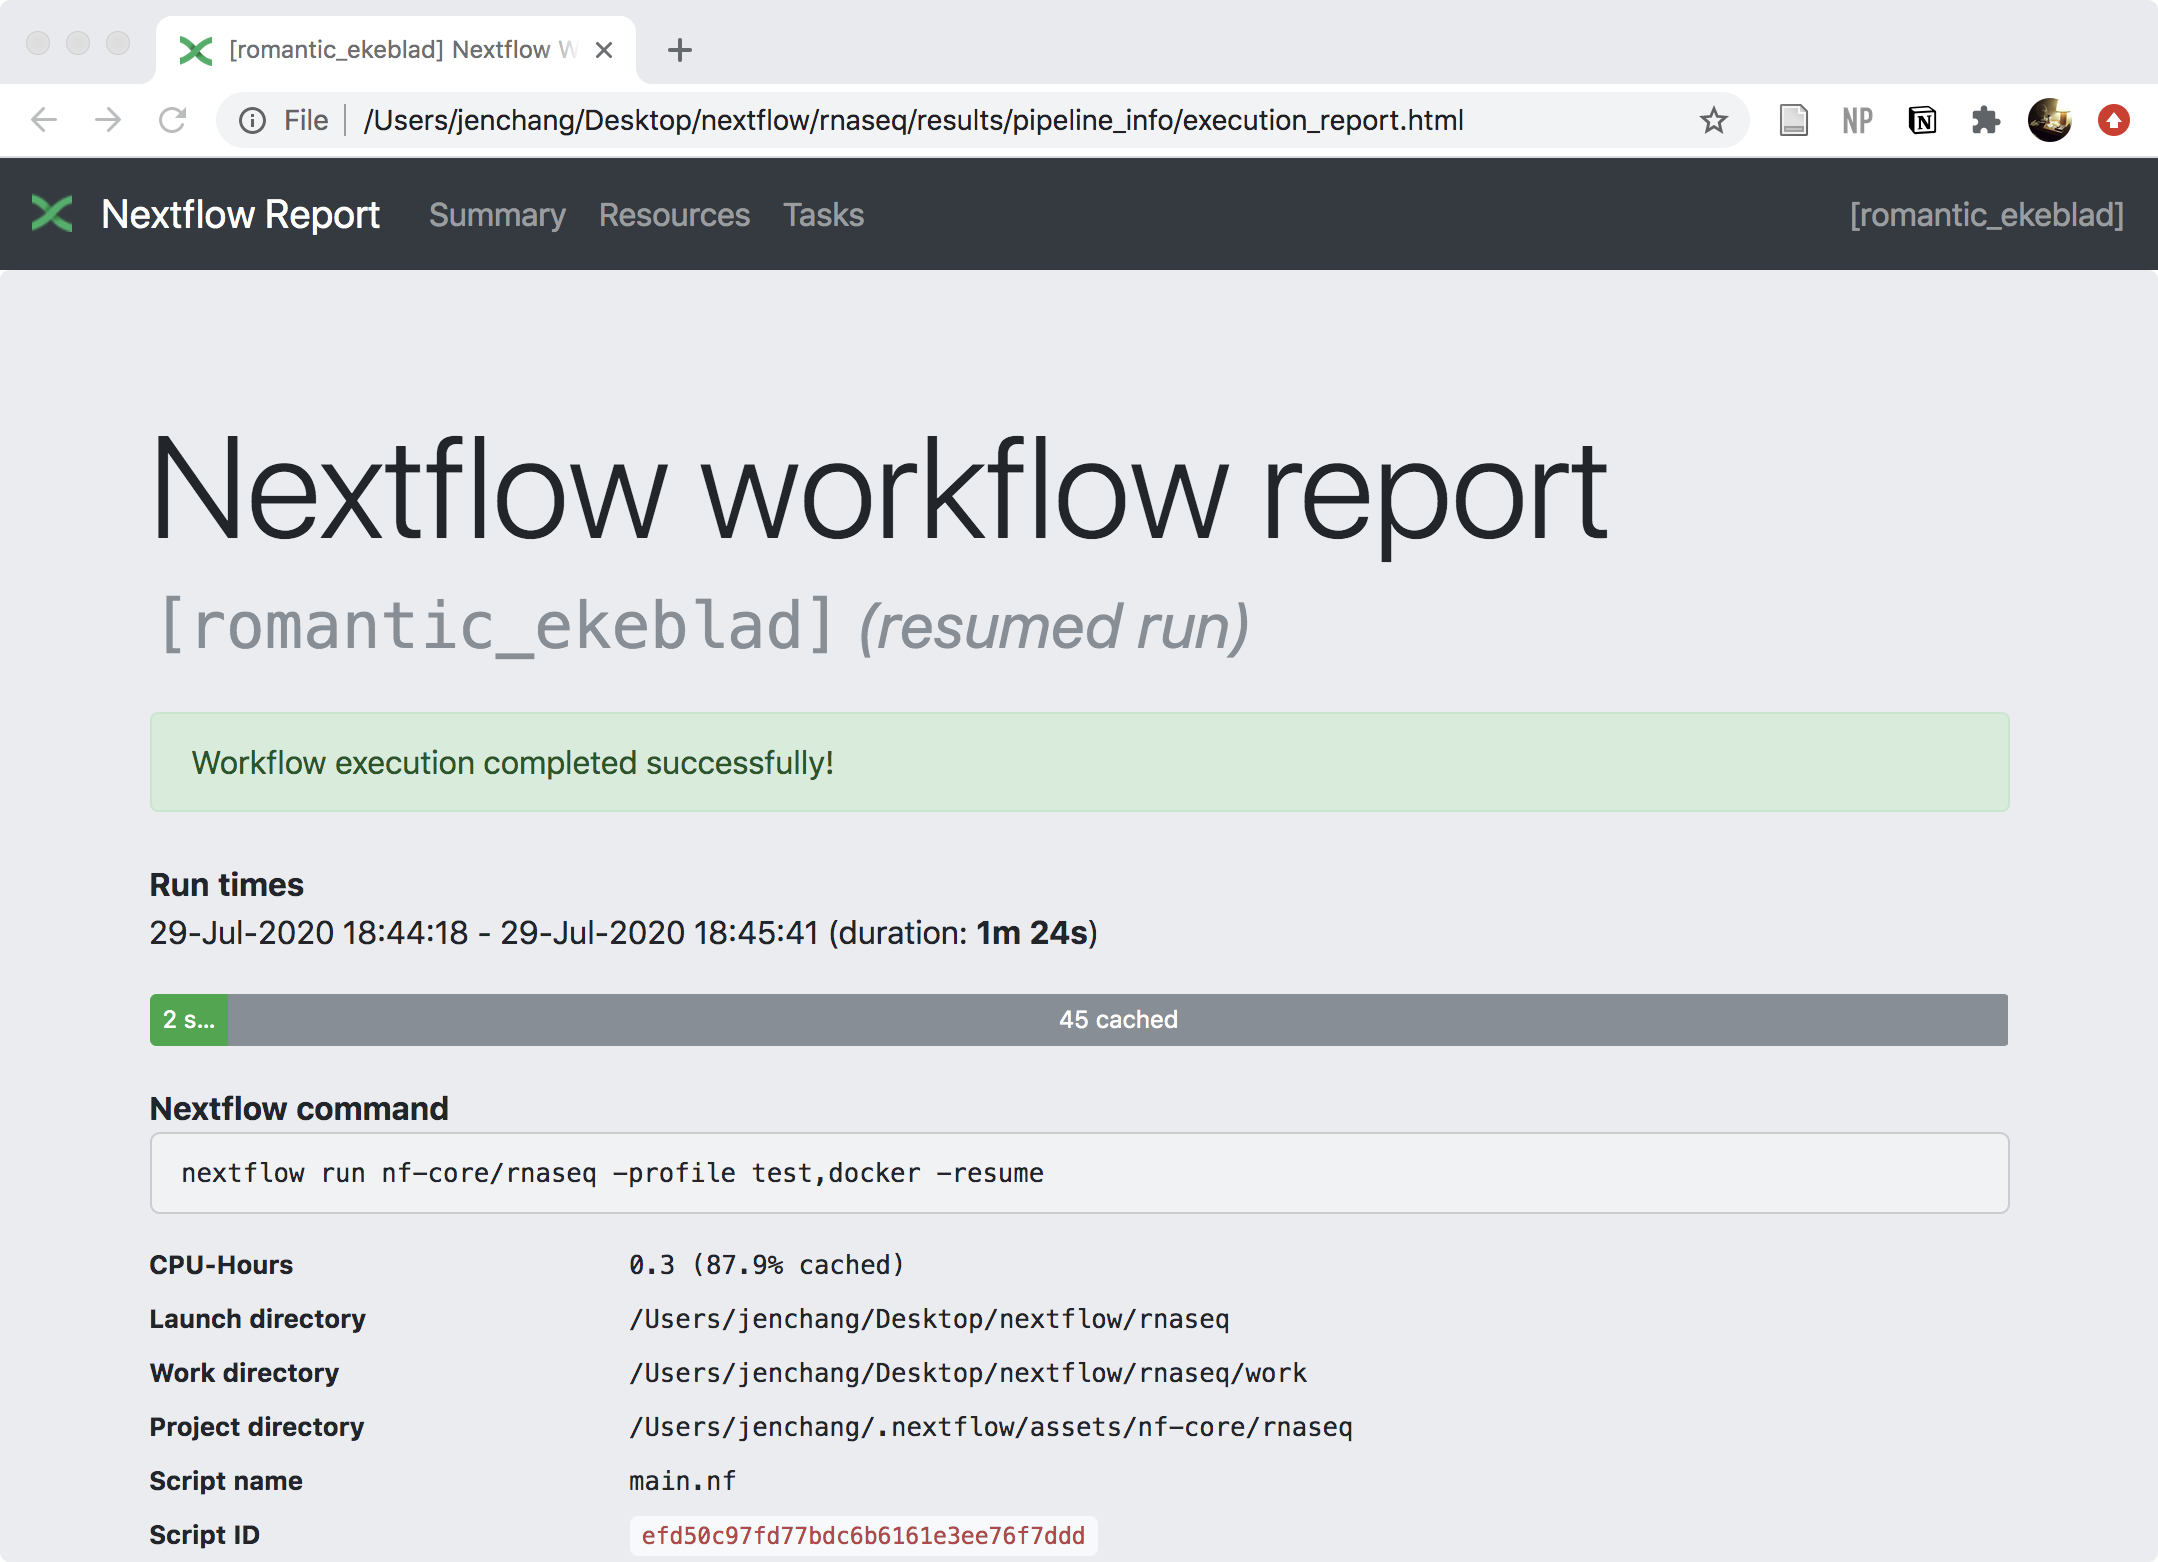 [romantic_ekeblad] Nextflow W
File /Users/jenchang/Desktop/nextflow/rnaseq/results/pipeline_info/execution_report.html NP N
Nextflow Report Summary Resources Tasks [romantic_ekeblad]
Nextflow workflow report
[romantic_ekeblad] (resumed run)
Workflow execution completed successfully!
Run times
29-Jul-2020 18:44:18 - 29-Jul-2020 18:45:41 (duration: 1m 24s)
2 s... 45 cached
Nextflow command
nextflow run nf-core/rnaseq -profile test,docker -resume
CPU-Hours 0.3 (87.9% cached)
Launch directory /Users/jenchang/Desktop/nextflow/rnaseq
Work directory /Users/jenchang/Desktop/nextflow/rnaseq/work
Project directory /Users/jenchang/.nextflow/assets/nf-core/rnaseq
Script name main.nf
Script ID efd50c97fd77bdc6b6161e3ee76f7ddd